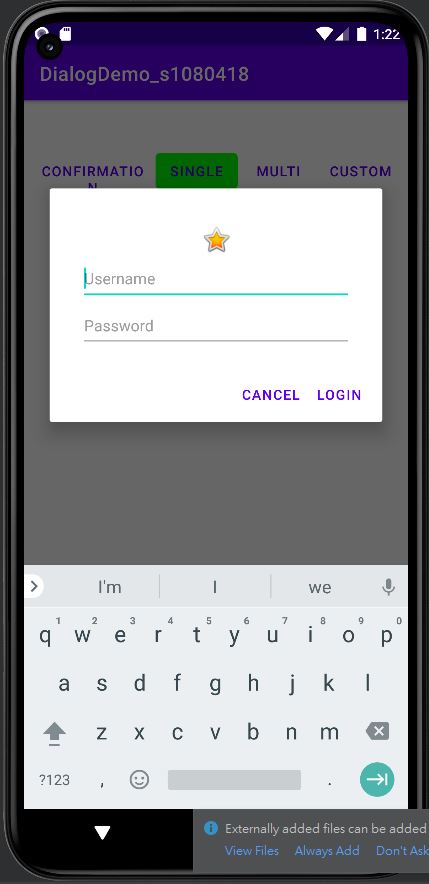 1:22
DialogDemo_s1080418
CONFIRMATIO SINGLE MULTI CUSTOM
N
Username
Password
CANCEL LOGIN
I'm I we
1 2 3 4 5 6 7 8 9 0
q w e r t y u i o p
a s d f g h j k l
z x c v b n m
?123 , .
Externally added files can be added
View Files Always Add Don't Ask